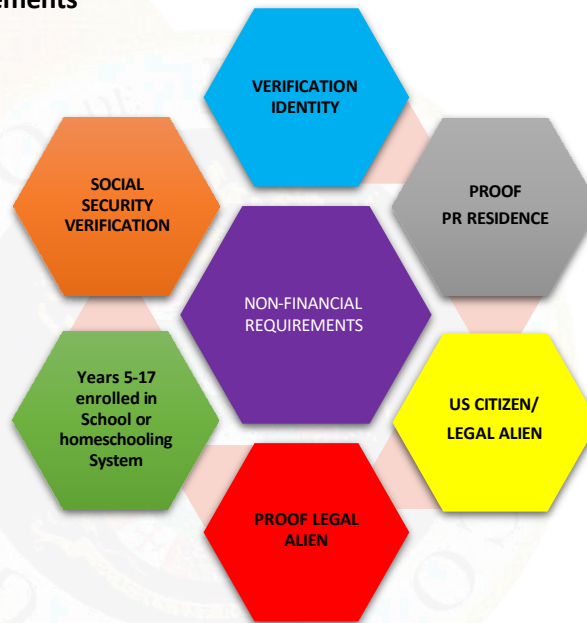 VERIFICATION
IDENTITY
SOCIAL
SECURITY
VERIFICATION
PROOF
PR RESIDENCE
NON-FINANCIAL
REQUIREMENTS
Years 5-17
enrolled in
School or
homeschooling
System
US CITIZEN/
LEGAL ALIEN
PROOF LEGAL
ALIEN